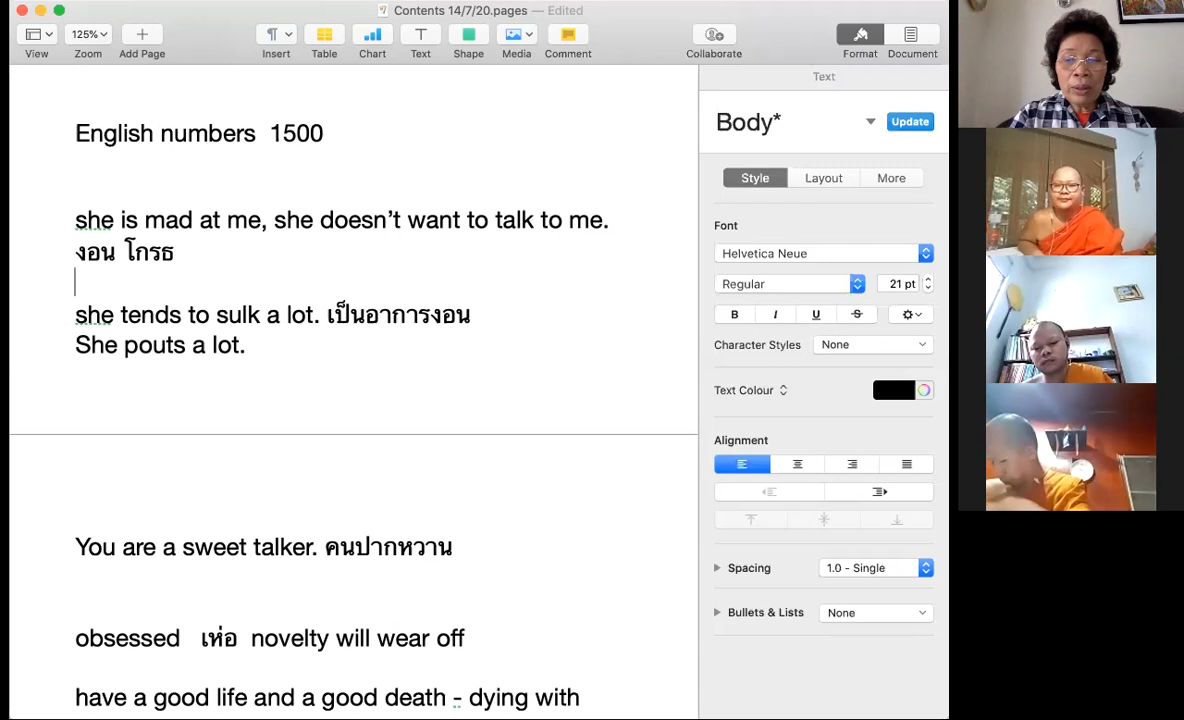 Contents 14/7/20.pages — Edited
125%
View
Zoom
Add Page
Insert
Table
Chart
Text
Shape
Media
Comment
Collaborate
Format
Document
English numbers 1500
she is mad at me, she doesn’t want to talk to me.
งอน โกรธ
she tends to sulk a lot. เป็นอาการงอน
She pouts a lot.
You are a sweet talker. คนปากหวาน
obsessed เห่อ novelty will wear off
have a good life and a good death - dying with
Text
Body*
Update
Style
Layout
More
Font
Helvetica Neue
Regular
21 pt
B I U S
Character Styles
None
Text Colour
Alignment
Spacing
1.0 - Single
Bullets & Lists
None